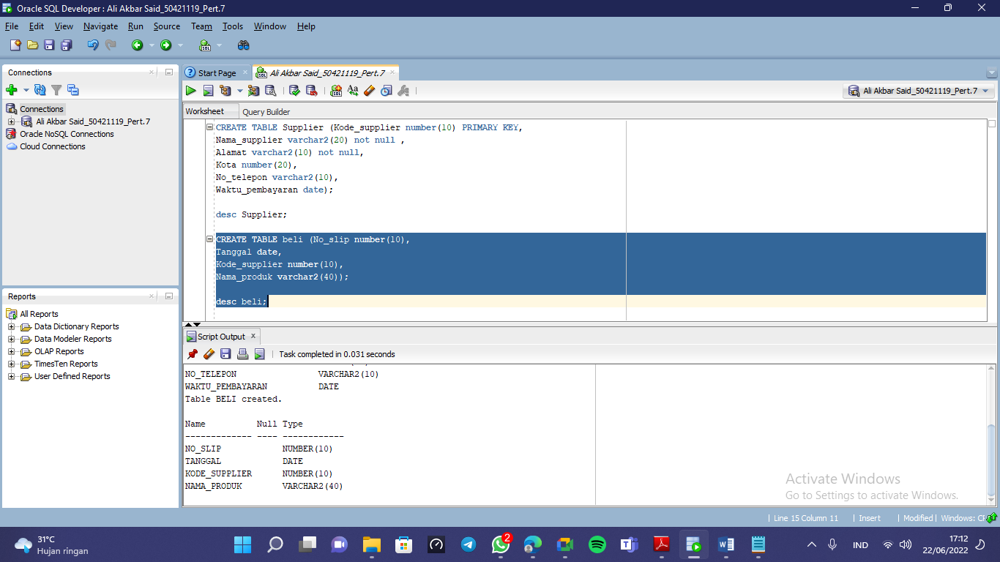 Oracle SQL Developer : Ali Akbar Said_50421119_Pert.7
File Edit View Navigate Run Source Team Tools Window Help
Connections
Connections
Ali Akbar Said_50421119_Pert.7
Oracle NoSQL Connections
Cloud Connections
Reports
All Reports
Data Dictionary Reports
Data Modeler Reports
OLAP Reports
TimesTen Reports
User Defined Reports
Start Page
Ali Akbar Said_50421119_Pert.7
Ali Akbar Said_50421119_Pert.7
Worksheet Query Builder
CREATE TABLE Supplier (Kode_supplier number(10) PRIMARY KEY,
Nama_supplier varchar2(20) not null ,
Alamat varchar2(10) not null,
Kota number(20),
No_telepon varchar2(10),
Waktu_pembayaran date);
desc Supplier;
CREATE TABLE beli (No_slip number(10),
Tanggal date,
Kode_supplier number(10),
Nama_produk varchar2(40));
desc beli;
Script Output x
Task completed in 0.031 seconds
NO_TELEPON VARCHAR2(10)
WAKTU_PEMBAYARAN DATE
Table BELI created.
Name Null Type
------------- ---- ------------
NO_SLIP NUMBER(10)
TANGGAL DATE
KODE_SUPPLIER NUMBER(10)
NAMA_PRODUK VARCHAR2(40)
Activate Windows
Go to Settings to activate Windows.
| Line 15 Column 11 | Insert | Modified | Windows:
31°C
Hujan ringan
2
IND
17:12
22/06/2022